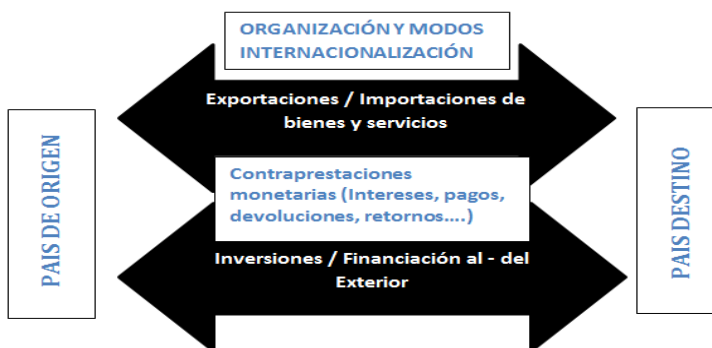 ORGANIZACIÓN Y MODOS
INTERNACIONALIZACIÓN
Exportaciones / Importaciones de
bienes y servicios
PAIS DE ORIGEN
Contraprestaciones
monetarias (Intereses, pagos,
devoluciones, retornos....)
PAIS DESTINO
Inversiones / Financiación al - del
Exterior